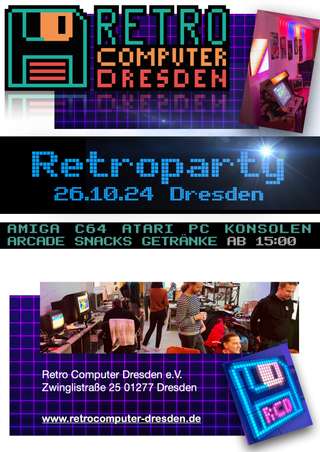 RETRO
COMPUTER
DRESDEN
Retroparty
26.10.24 Dresden
AMIGA C64 ATARI PC KONSOLEN
ARCADE SNACKS GETRÄNKE AB 15:00
Retro Computer Dresden e.V.
Zwinglistraße 25 01277 Dresden
www.retrocomputer-dresden.de
RCD